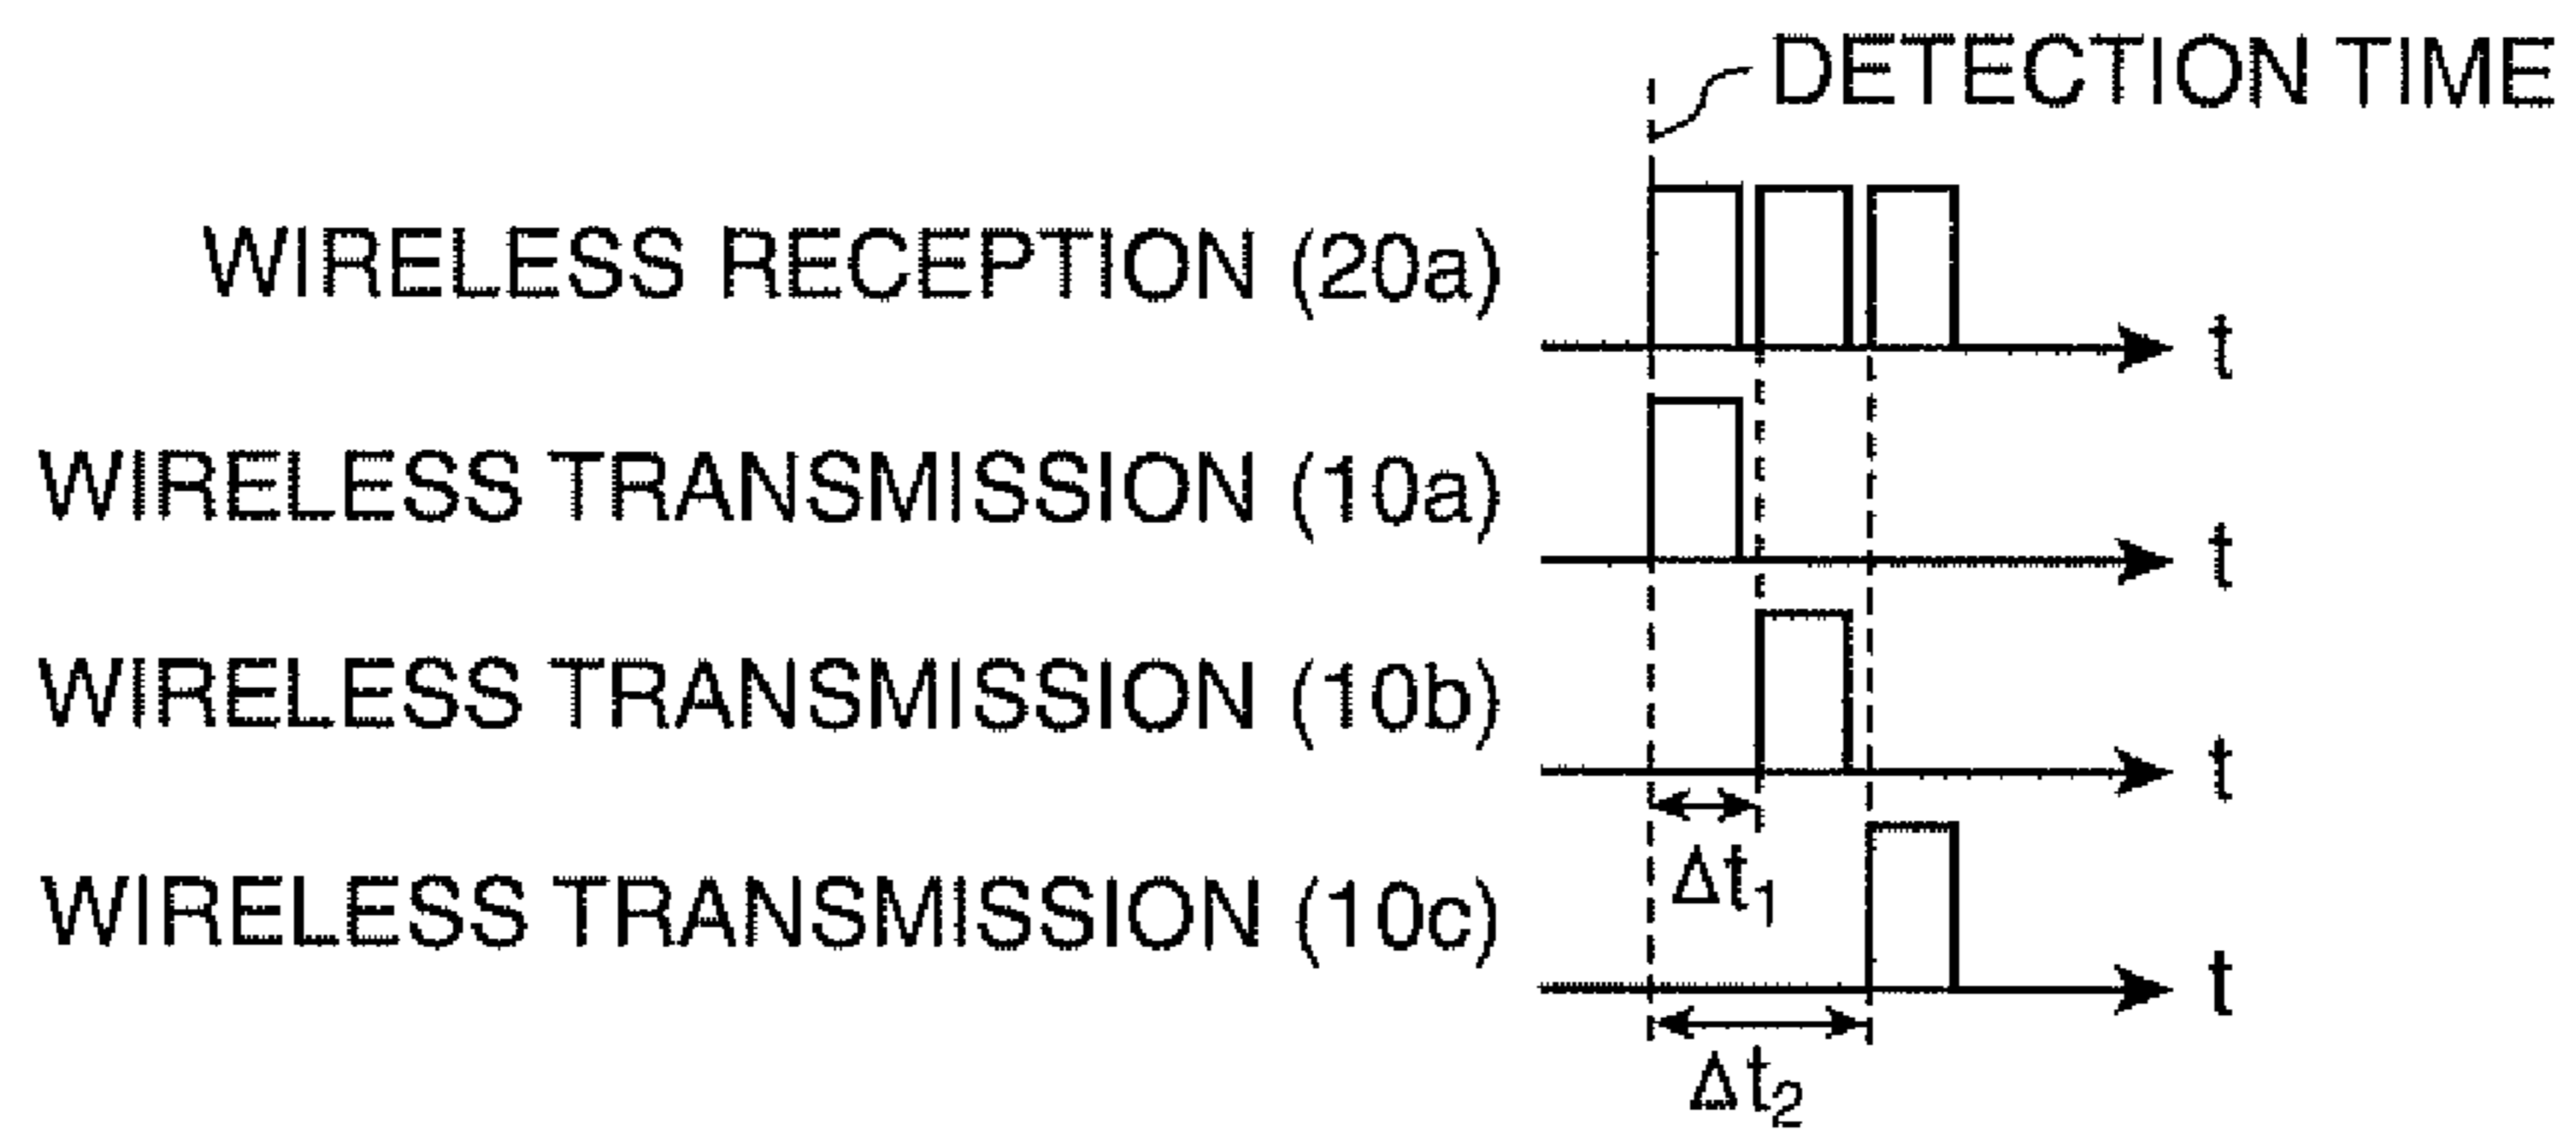 DETECTION TIME
WIRELESS RECEPTION (20a)
t
WIRELESS TRANSMISSION (10a)
t
WIRELESS TRANSMISSION (10b)
t
Δt₁
WIRELESS TRANSMISSION (10c)
t
Δt₂